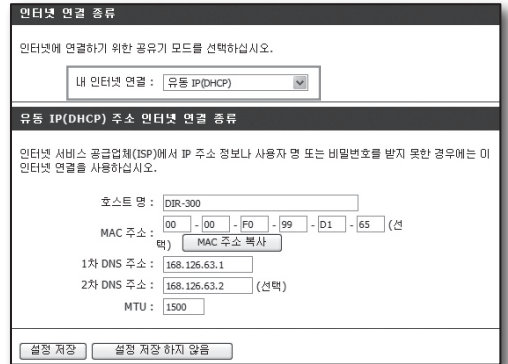 인터넷 연결 종류
인터넷에 연결하기 위한 공유기 모드를 선택하십시오.
내 인터넷 연결 : 유동 IP(DHCP)
유동 IP(DHCP) 주소 인터넷 연결 종류
인터넷 서비스 공급업체(ISP)에서 IP 주소 정보나 사용자 명 또는 비밀번호를 받지 못한 경우에는 이
인터넷 연결을 사용하십시오.
호스트 명 : DIR-300
MAC 주소 : 00 - 00 - F0 - 99 - D1 - 65 (선
택) MAC 주소 복사
1차 DNS 주소 : 168.126.63.1
2차 DNS 주소 : 168.126.63.2 (선택)
MTU : 1500
설정 저장 설정 저장 하지 않음